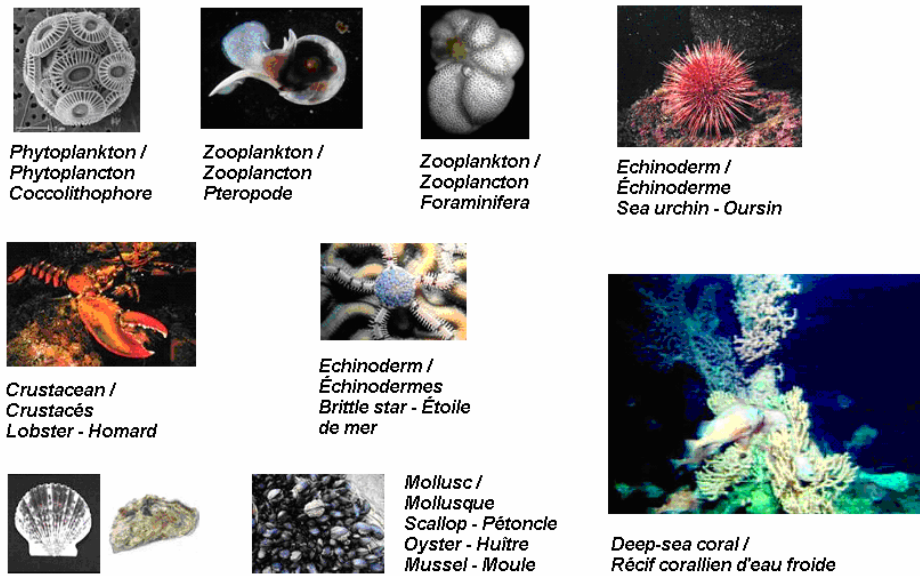 Phytoplankton /
Phytoplancton
Coccolithophore
Zooplankton /
Zooplancton
Pteropode
Zooplankton /
Zooplancton
Foraminifera
Echinoderm /
Échinoderme
Sea urchin - Oursin
Crustacean /
Crustacés
Lobster - Homard
Echinoderm /
Échinodermes
Brittle star - Étoile
de mer
Mollusc /
Mollusque
Scallop - Pétoncle
Oyster - Huître
Mussel - Moule
Deep-sea coral /
Récif corallien d'eau froide